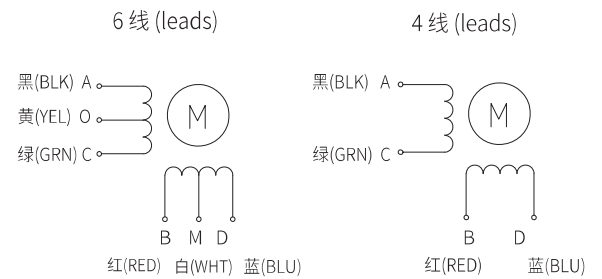 6 线 (leads)
黑(BLK) A
黄(YEL) O
绿(GRN) C
M
B M D
红(RED) 白(WHT) 蓝(BLU)
4 线 (leads)
黑(BLK) A
绿(GRN) C
M
B D
红(RED) 蓝(BLU)